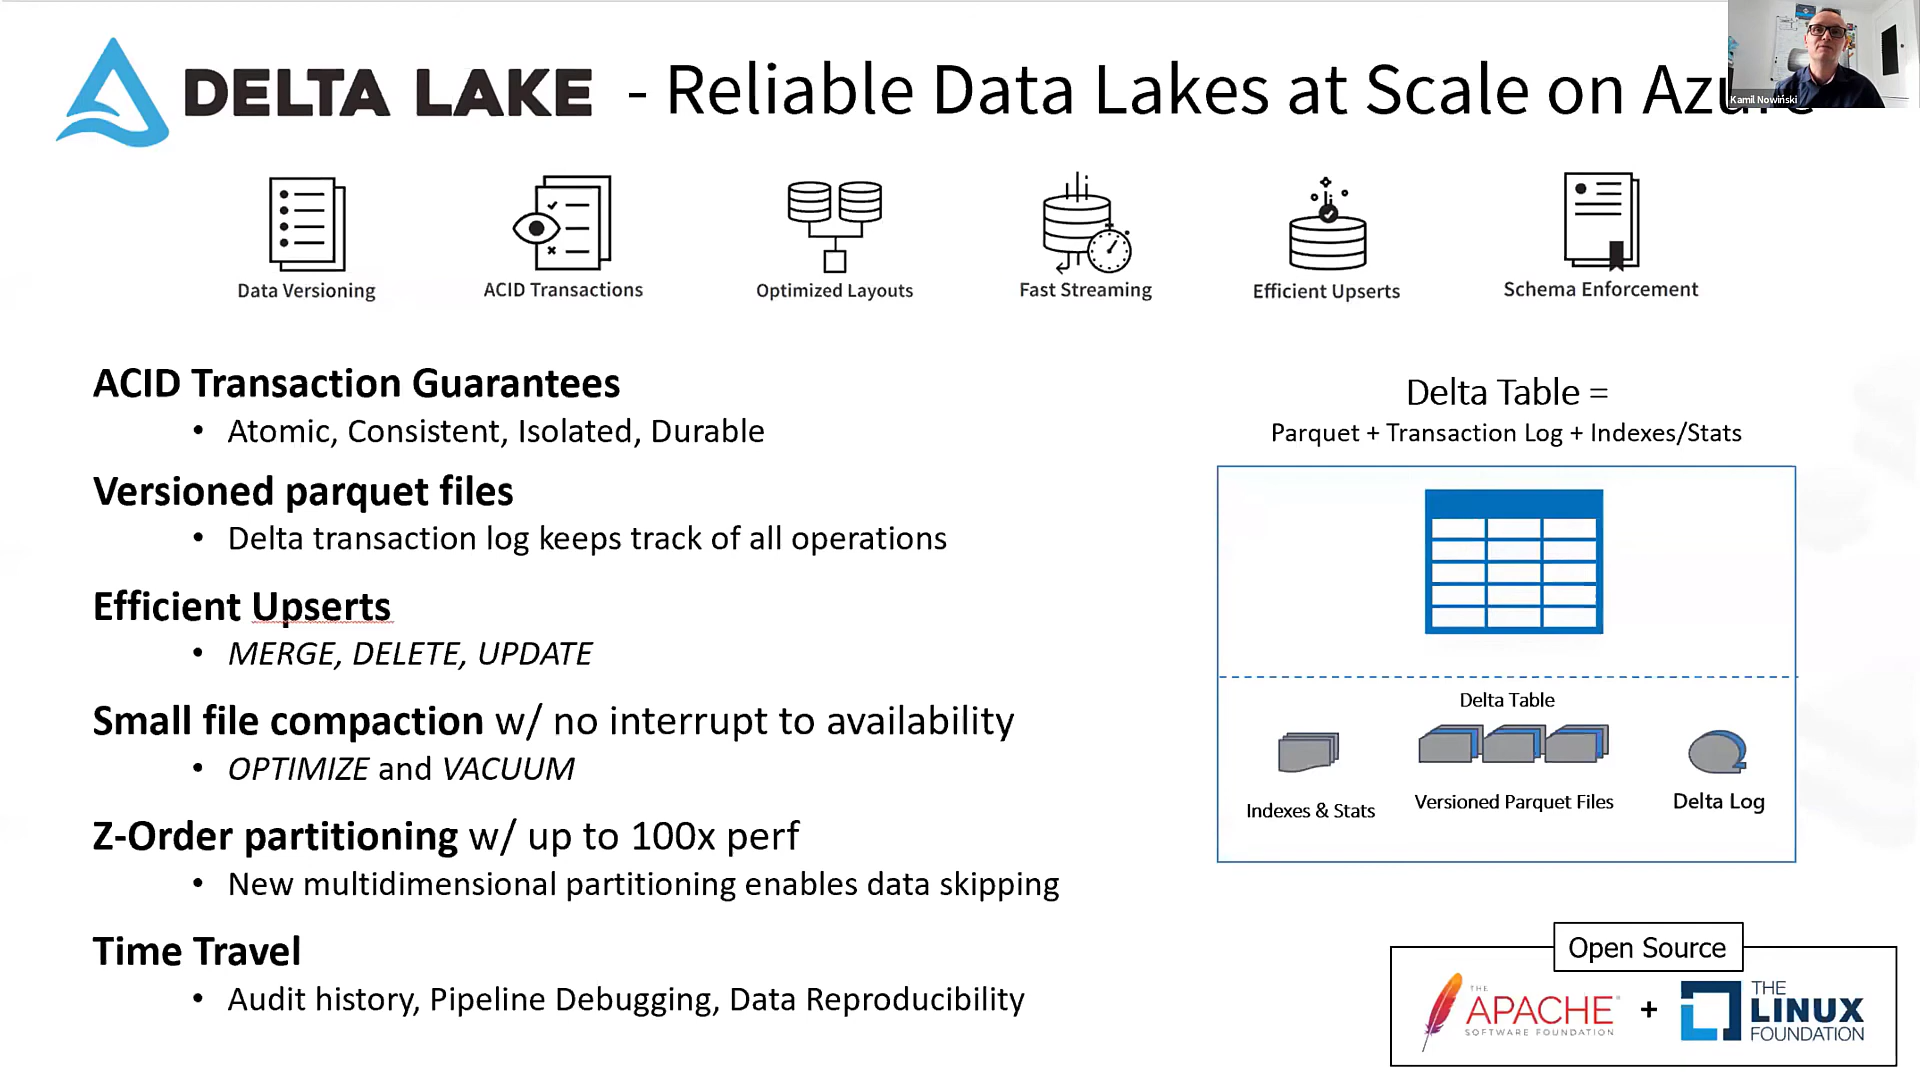 DELTA LAKE - Reliable Data Lakes at Scale on Azure
Kamil Nowiński
Data Versioning
ACID Transactions
Optimized Layouts
Fast Streaming
Efficient Upserts
Schema Enforcement
ACID Transaction Guarantees
• Atomic, Consistent, Isolated, Durable
Versioned parquet files
• Delta transaction log keeps track of all operations
Efficient Upserts
• MERGE, DELETE, UPDATE
Small file compaction w/ no interrupt to availability
• OPTIMIZE and VACUUM
Z-Order partitioning w/ up to 100x perf
• New multidimensional partitioning enables data skipping
Time Travel
• Audit history, Pipeline Debugging, Data Reproducibility
Delta Table =
Parquet + Transaction Log + Indexes/Stats
Delta Table
Indexes & Stats
Versioned Parquet Files
Delta Log
Open Source
THE
APACHE®
SOFTWARE FOUNDATION
+
THE
LINUX
FOUNDATION